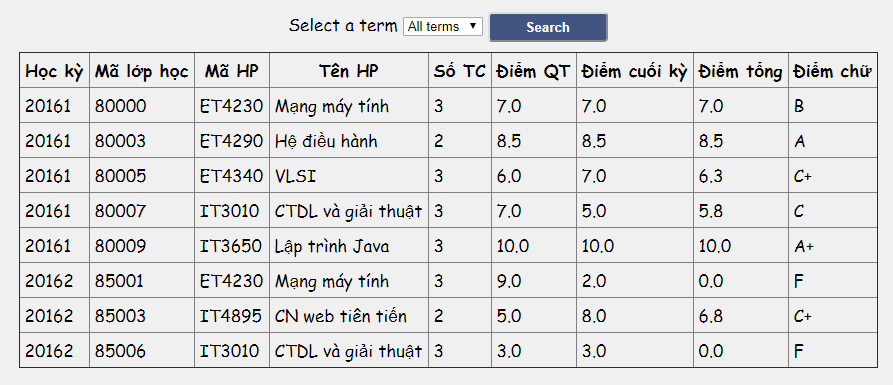 Select a term All terms Search
Học kỳ Mã lớp học Mã HP Tên HP Số TC Điểm QT Điểm cuối kỳ Điểm tổng Điểm chữ
20161 80000 ET4230 Mạng máy tính 3 7.0 7.0 7.0 B
20161 80003 ET4290 Hệ điều hành 2 8.5 8.5 8.5 A
20161 80005 ET4340 VLSI 3 6.0 7.0 6.3 C+
20161 80007 IT3010 CTDL và giải thuật 3 7.0 5.0 5.8 C
20161 80009 IT3650 Lập trình Java 3 10.0 10.0 10.0 A+
20162 85001 ET4230 Mạng máy tính 3 9.0 2.0 0.0 F
20162 85003 IT4895 CN web tiên tiến 2 5.0 8.0 6.8 C+
20162 85006 IT3010 CTDL và giải thuật 3 3.0 3.0 0.0 F